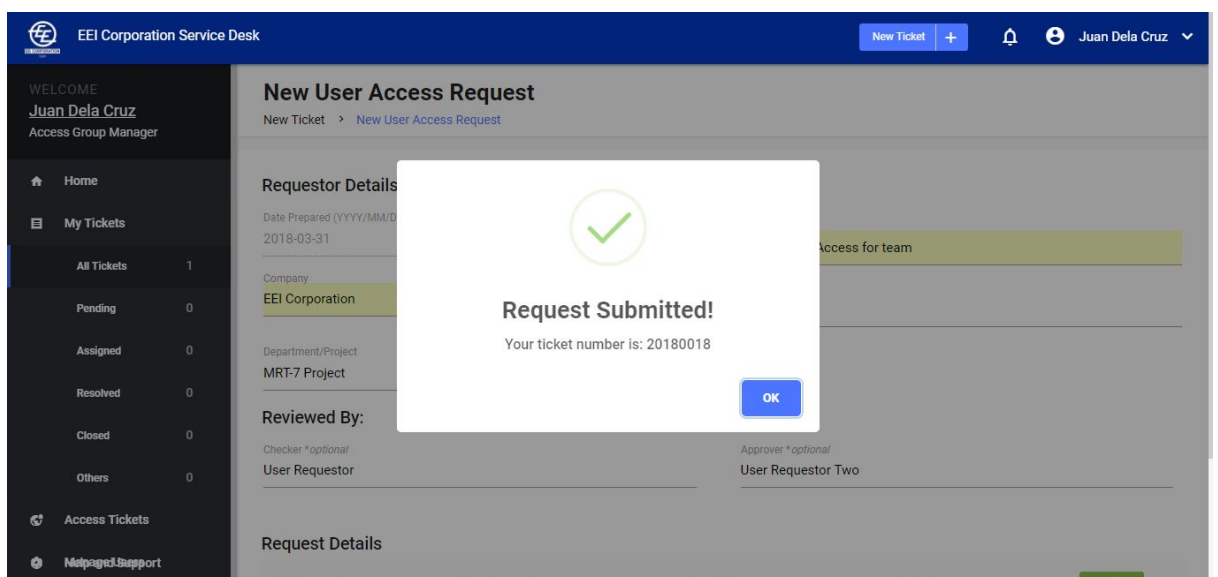 EEI Corporation Service Desk
New Ticket +
Juan Dela Cruz
WELCOME
Juan Dela Cruz
Access Group Manager
Home
My Tickets
All Tickets 1
Pending 0
Assigned 0
Resolved 0
Closed 0
Others 0
Access Tickets
New User Access Request
New Ticket > New User Access Request
Requestor Details
Date Prepared (YYYY/MM/D
2018-03-31
Access for team
Company
EEI Corporation
Department/Project
MRT-7 Project
Request Submitted!
Your ticket number is: 20180018
OK
Reviewed By:
Checker *optional
User Requestor
Approver *optional
User Requestor Two
Request Details